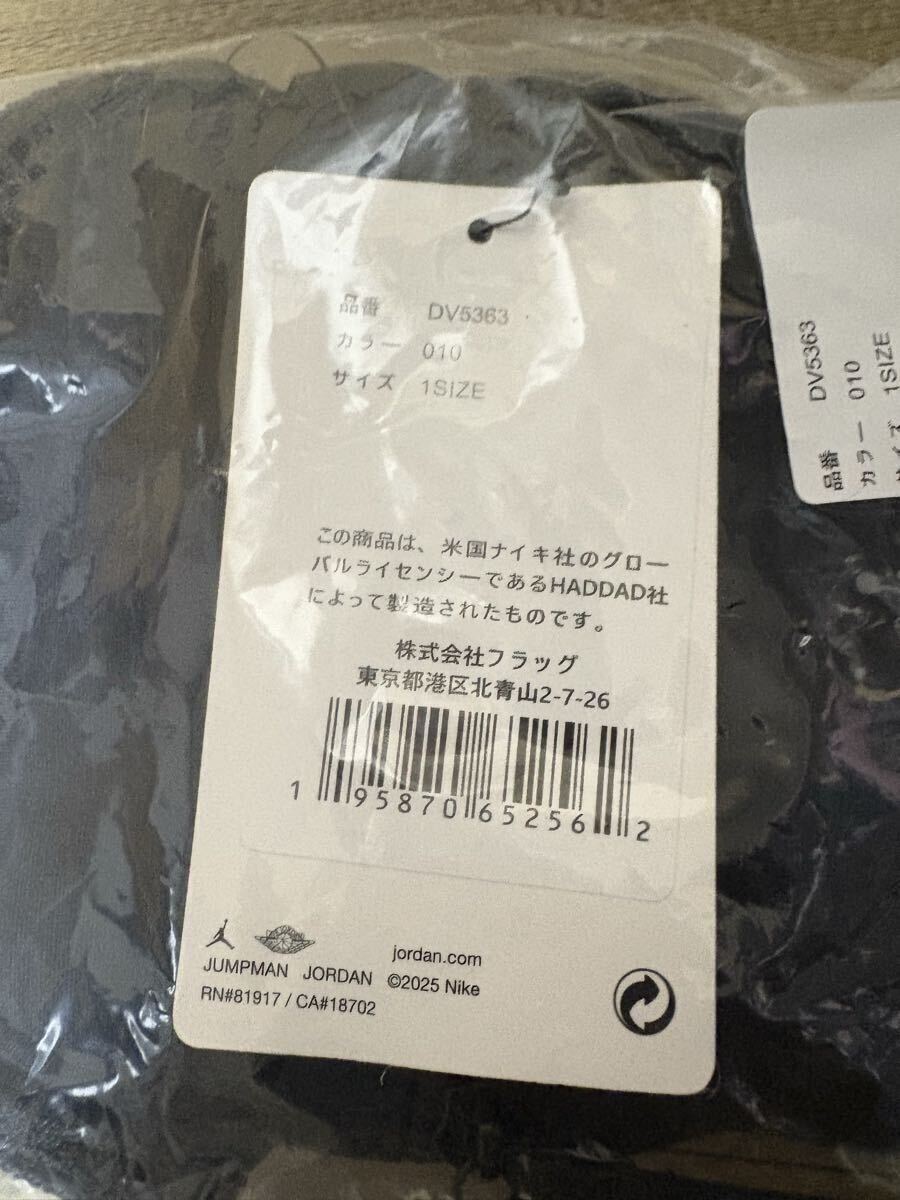 品番 DV5363
カラー 010
サイズ 1SIZE
この商品は、米国ナイキ社のグロー
バルライセンシーであるHADDAD社
によって製造されたものです。
株式会社フラッグ
東京都港区北青山2-7-26
1 95870 65256 2
jordan.com
JUMPMAN JORDAN ©2025 Nike
RN#81917 / CA#18702
品番 DV5363
カラー 010
サイズ 1SIZE